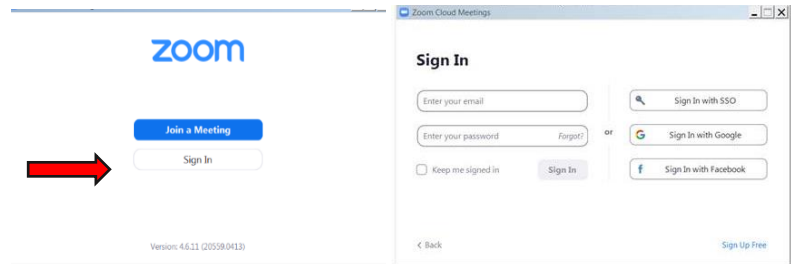 zoom
Join a Meeting
Sign In
Version: 4.6.11 (20559.0413)
Zoom Cloud Meetings
Sign In
Enter your email
Enter your password Forgot?
Keep me signed in Sign In
or
Sign In with SSO
G Sign In with Google
f Sign In with Facebook
< Back Sign Up Free